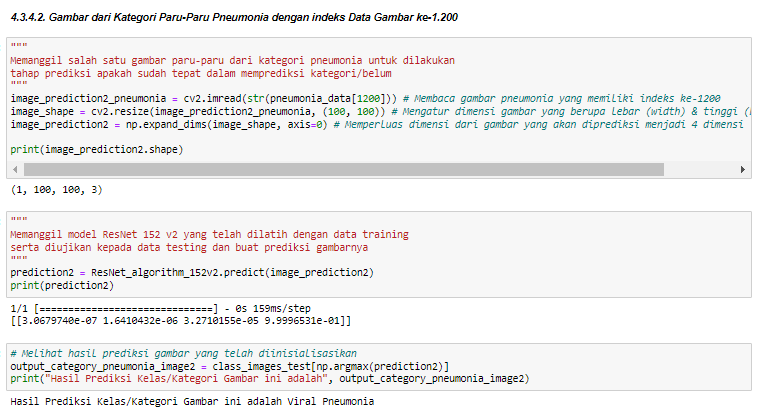 4.3.4.2. Gambar dari Kategori Paru-Paru Pneumonia dengan indeks Data Gambar ke-1.200
"""
Memanggil salah satu gambar paru-paru dari kategori pneumonia untuk dilakukan
tahap prediksi apakah sudah tepat dalam memprediksi kategori/belum
"""
image_prediction2_pneumonia = cv2.imread(str(pneumonia_data[1200])) # Membaca gambar pneumonia yang memiliki indeks ke-1200
image_shape = cv2.resize(image_prediction2_pneumonia, (100, 100)) # Mengatur dimensi gambar yang berupa lebar (width) & tinggi
image_prediction2 = np.expand_dims(image_shape, axis=0) # Memperluas dimensi dari gambar yang akan diprediksi menjadi 4 dimensi
print(image_prediction2.shape)
(1, 100, 100, 3)
"""
Memanggil model ResNet 152 v2 yang telah dilatih dengan data training
serta diujikan kepada data testing dan buat prediksi gambarnya
"""
prediction2 = ResNet_algorithm_152v2.predict(image_prediction2)
print(prediction2)
1/1 [==============================] - 0s 159ms/step
[[3.0679740e-07 1.6410432e-06 3.2710155e-05 9.9996531e-01]]
# Melihat hasil prediksi gambar yang telah diinisialisasikan
output_category_pneumonia_image2 = class_images_test[np.argmax(prediction2)]
print("Hasil Prediksi Kelas/Kategori Gambar ini adalah", output_category_pneumonia_image2)
Hasil Prediksi Kelas/Kategori Gambar ini adalah Viral Pneumonia